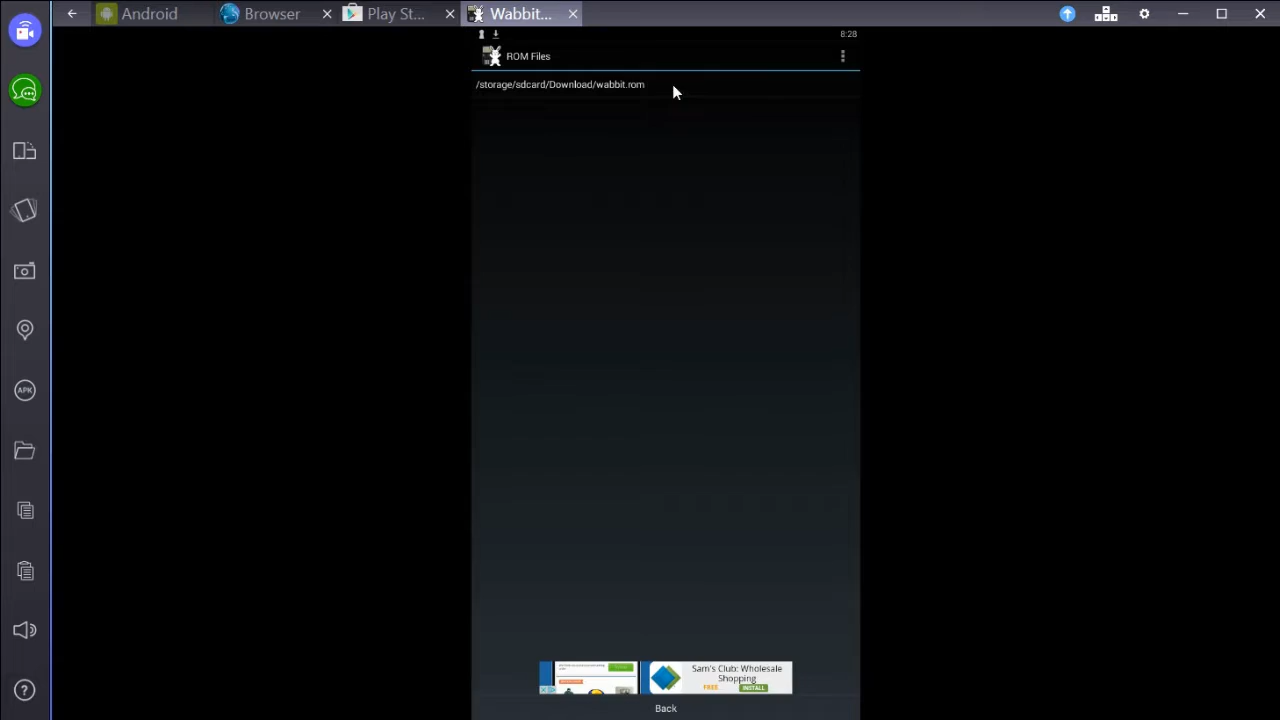 Android
Browser
Play St...
Wabbit...
8:28
ROM Files
/storage/sdcard/Download/wabbit.rom
APK
Sam's Club: Wholesale
Shopping
FREE
INSTALL
Back